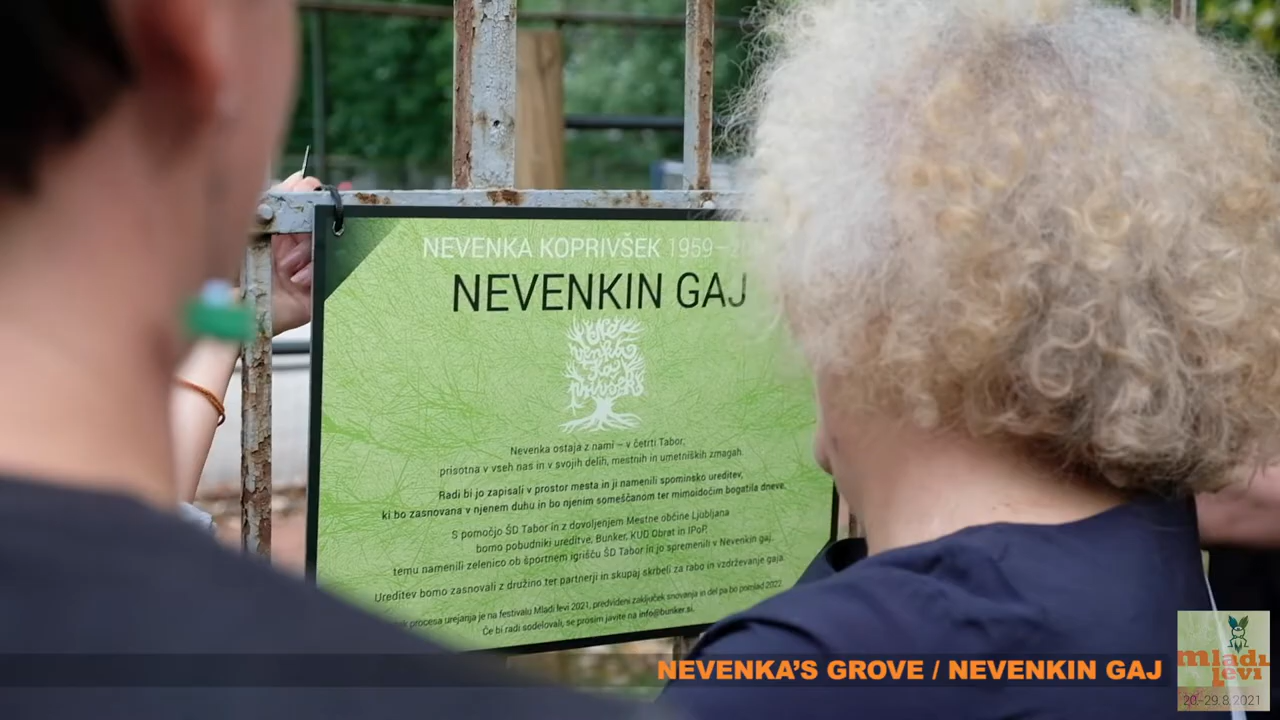 NEVENKA KOPRIVŠEK 1959–
NEVENKIN GAJ
Nevenka ostaja z nami – v četrti Tabor,
prisotna v vseh nas in v svojih delih, mestnih in umetniških zmagah.
Radi bi jo zapisali v prostor mesta in ji namenili spominsko ureditev,
ki bo zasnovana v njenem duhu in bo njenim someščanom ter mimoidočim bogatila dneve.
S pomočjo ŠD Tabor in z dovoljenjem Mestne občine Ljubljana
bomo pobudniki ureditve, Bunker, KUD Obrat in IPoP,
temu namenili zelenico ob športnem igrišču ŠD Tabor in jo spremenili v Nevenkin gaj.
Ureditev bomo zasnovali z družino ter partnerji in skupaj skrbeli za rabo in vzdrževanje gaja.
procesa urejanja je na festivalu Mladi levi 2021, predvideni zaključek snovanja in del pa bo pomlad 2022.
Če bi radi sodelovali, se prosim javite na info@bunker.si.
NEVENKA’S GROVE / NEVENKIN GAJ
mladi
levi
20.-29.8.2021